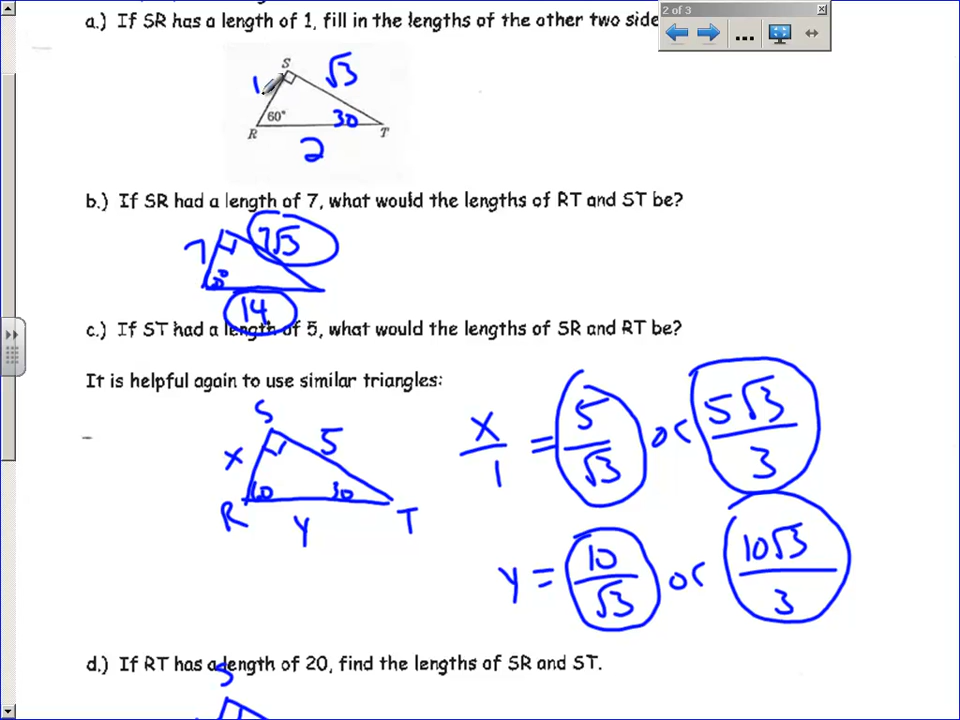 a.) If SR has a length of 1, fill in the lengths of the other two side
2 of 3
S
1
√3
60°
30
R
T
2
b.) If SR had a length of 7, what would the lengths of RT and ST be?
7
7√3
60°
14
c.) If ST had a length of 5, what would the lengths of SR and RT be?
It is helpful again to use similar triangles:
S
x
5
60
30
R
y
T
x/1 = 5/√3 or 5√3/3
y = 10/√3 or 10√3/3
d.) If RT has a length of 20, find the lengths of SR and ST.
S